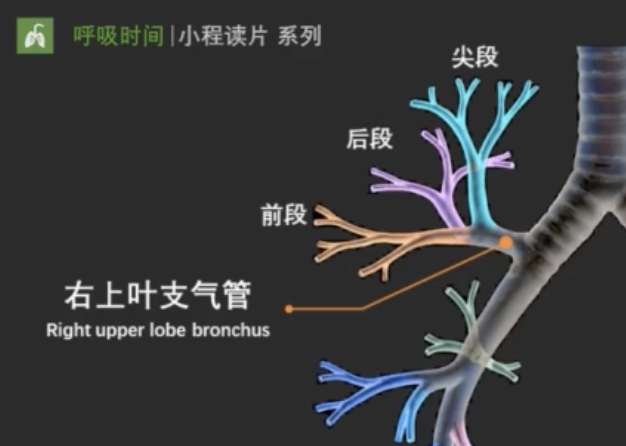 呼吸时间|小程读片 系列
尖段
后段
前段
右上叶支气管
Right upper lobe bronchus